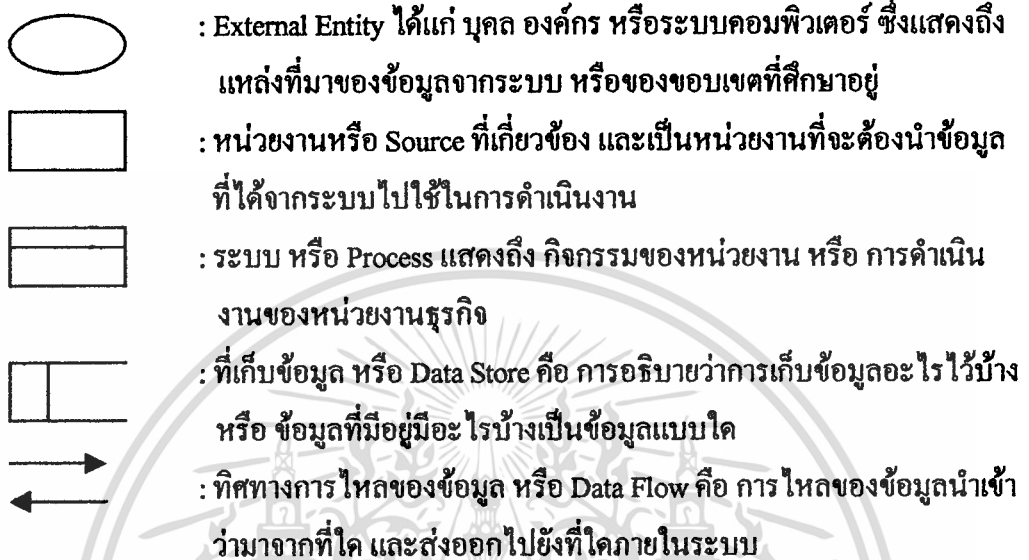 : External Entity ได้แก่ บุคล องค์กร หรือระบบคอมพิวเตอร์ ซึ่งแสดงถึง
แหล่งที่มาของข้อมูลจากระบบ หรือของขอบเขตที่ศึกษาอยู่
: หน่วยงานหรือ Source ที่เกี่ยวข้อง และเป็นหน่วยงานที่จะต้องนำข้อมูล
ที่ได้จากระบบไปใช้ในการดำเนินงาน
: ระบบ หรือ Process แสดงถึง กิจกรรมของหน่วยงาน หรือ การดำเนิน
งานของหน่วยงานธุรกิจ
: ที่เก็บข้อมูล หรือ Data Store คือ การอธิบายว่าการเก็บข้อมูลอะไรไว้บ้าง
หรือ ข้อมูลที่มีอยู่มีอะไรบ้างเป็นข้อมูลแบบใด
: ทิศทางการไหลของข้อมูล หรือ Data Flow คือ การไหลของข้อมูลนำเข้า
ว่ามาจากที่ใด และส่งออกไปยังที่ใดภายในระบบ